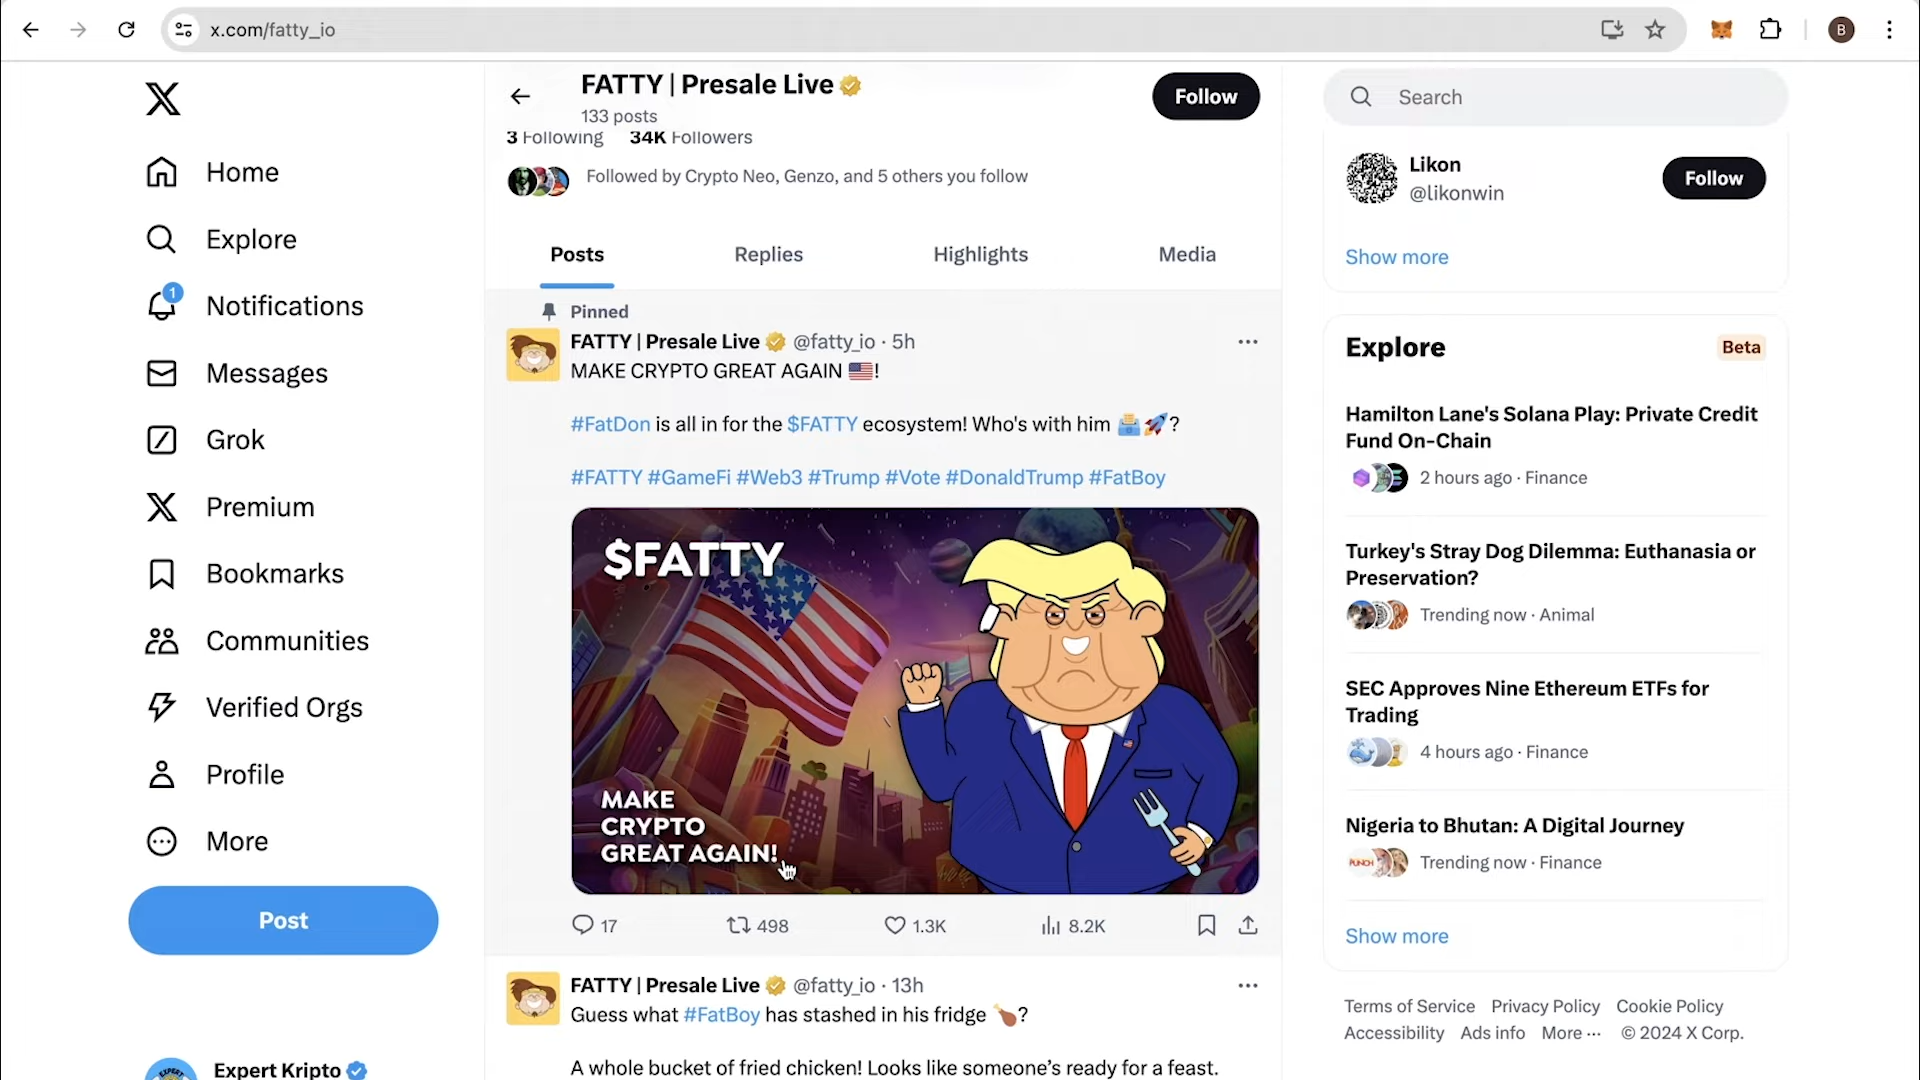 x.com/fatty_io
B
Home
Explore
1
Notifications
Messages
Grok
Premium
Bookmarks
Communities
Verified Orgs
Profile
More
Post
Expert Kripto
FATTY | Presale Live
133 posts
Follow
3 Following 34K Followers
Followed by Crypto Neo, Genzo, and 5 others you follow
Posts
Replies
Highlights
Media
Pinned
FATTY | Presale Live @fatty_io · 5h
MAKE CRYPTO GREAT AGAIN 🇺🇸!
#FatDon is all in for the $FATTY ecosystem! Who's with him 🗳️🚀?
#FATTY #GameFi #Web3 #Trump #Vote #DonaldTrump #FatBoy
$FATTY
MAKE
CRYPTO
GREAT AGAIN!
17
498
1.3K
8.2K
FATTY | Presale Live @fatty_io · 13h
Guess what #FatBoy has stashed in his fridge 🍗?
A whole bucket of fried chicken! Looks like someone's ready for a feast.
Search
Likon
@likonwin
Follow
Show more
Explore
Beta
Hamilton Lane's Solana Play: Private Credit
Fund On-Chain
2 hours ago · Finance
Turkey's Stray Dog Dilemma: Euthanasia or
Preservation?
Trending now · Animal
SEC Approves Nine Ethereum ETFs for
Trading
4 hours ago · Finance
Nigeria to Bhutan: A Digital Journey
PUNCH
Trending now · Finance
Show more
Terms of Service Privacy Policy Cookie Policy
Accessibility Ads info More ··· © 2024 X Corp.